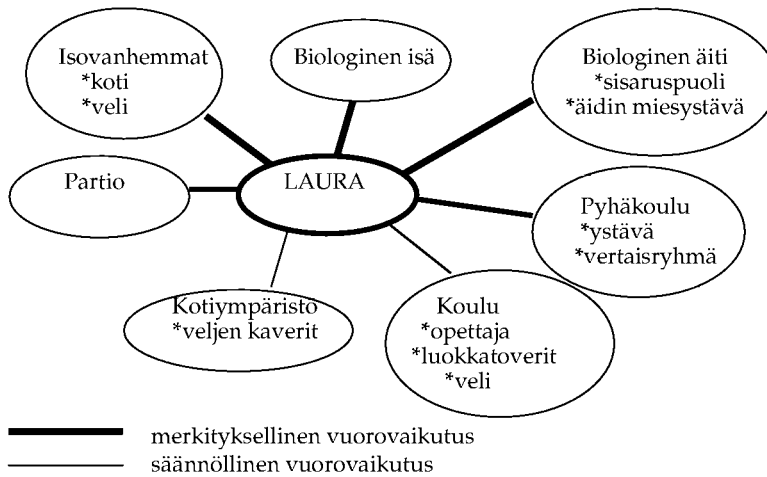 Isovanhemmat
*koti
*veli
Biologinen isä
Biologinen äiti
*sisaruspuoli
*äidin miesystävä
Partio
LAURA
Pyhäkoulu
*ystävä
*vertaisryhmä
Kotiympäristö
*veljen kaverit
Koulu
*opettaja
*luokkatoverit
*veli
merkityksellinen vuorovaikutus
säännöllinen vuorovaikutus